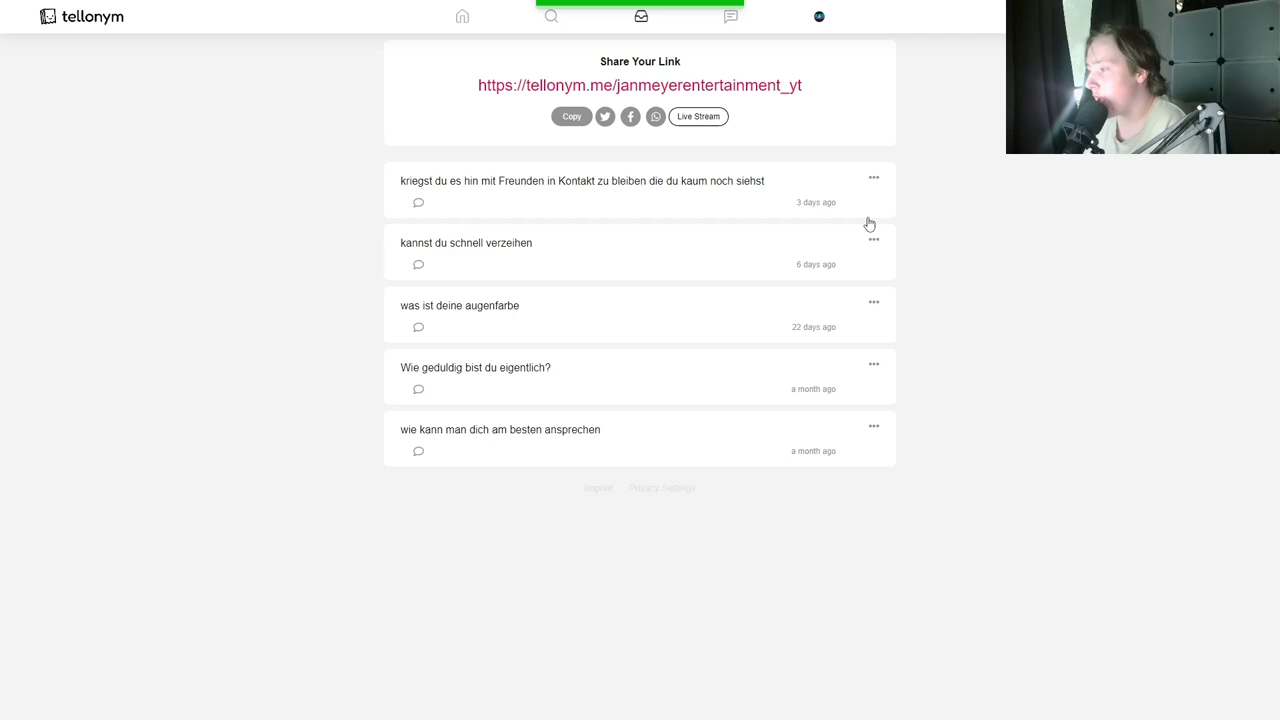 tellonym
Share Your Link
https://tellonym.me/janmeyerentertainment_yt
Copy
Live Stream
kriegst du es hin mit Freunden in Kontakt zu bleiben die du kaum noch siehst
3 days ago
kannst du schnell verzeihen
6 days ago
was ist deine augenfarbe
22 days ago
Wie geduldig bist du eigentlich?
a month ago
wie kann man dich am besten ansprechen
a month ago
Imprint Privacy Settings